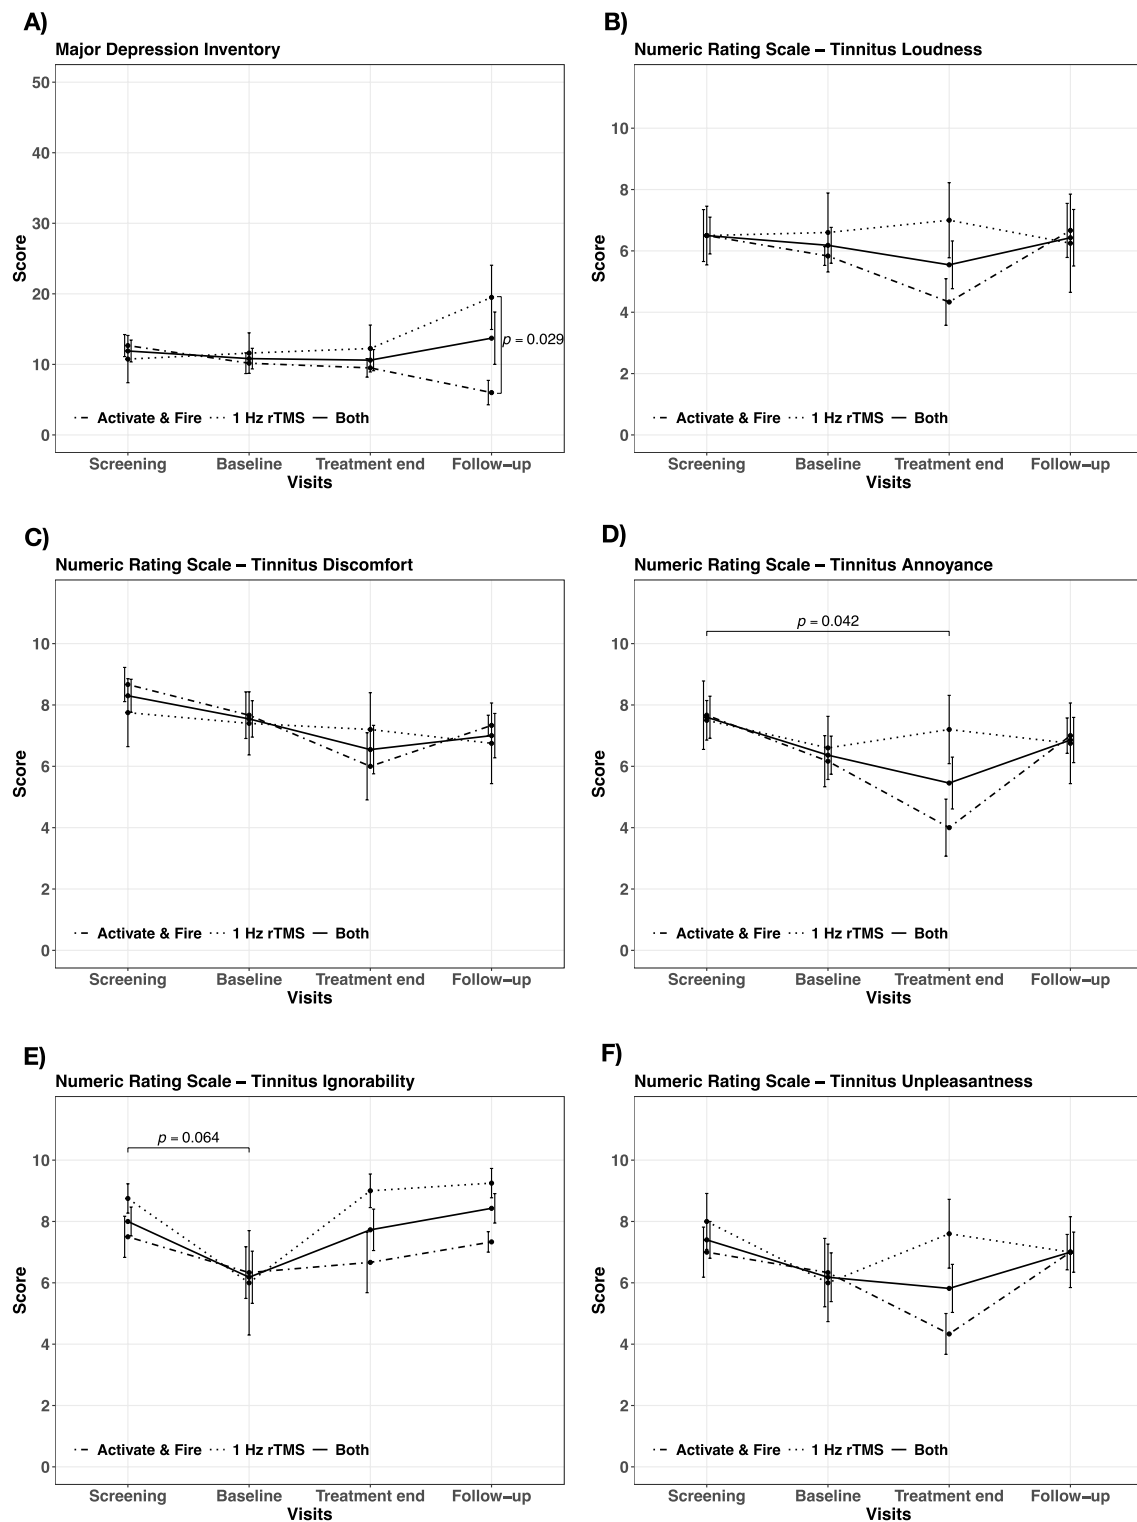 A)
Major Depression Inventory
50
40
30
20
10
0
Score
p = 0.029
Activate & Fire 1 Hz rTMS Both
Screening Baseline Treatment end Follow−up
Visits
B)
Numeric Rating Scale − Tinnitus Loudness
10
8
6
4
2
0
Score
Activate & Fire 1 Hz rTMS Both
Screening Baseline Treatment end Follow−up
Visits
C)
Numeric Rating Scale − Tinnitus Discomfort
10
8
6
4
2
0
Score
Activate & Fire 1 Hz rTMS Both
Screening Baseline Treatment end Follow−up
Visits
D)
Numeric Rating Scale − Tinnitus Annoyance
p = 0.042
10
8
6
4
2
0
Score
Activate & Fire 1 Hz rTMS Both
Screening Baseline Treatment end Follow−up
Visits
E)
Numeric Rating Scale − Tinnitus Ignorability
p = 0.064
10
8
6
4
2
0
Score
Activate & Fire 1 Hz rTMS Both
Screening Baseline Treatment end Follow−up
Visits
F)
Numeric Rating Scale − Tinnitus Unpleasantness
10
8
6
4
2
0
Score
Activate & Fire 1 Hz rTMS Both
Screening Baseline Treatment end Follow−up
Visits